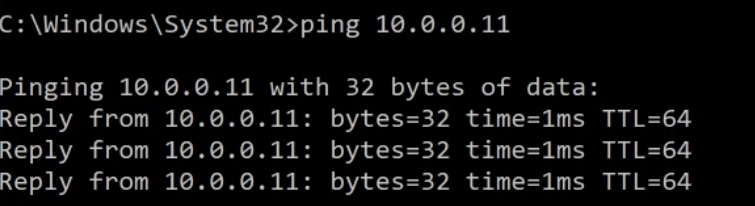 C:\Windows\System32>ping 10.0.0.11
Pinging 10.0.0.11 with 32 bytes of data:
Reply from 10.0.0.11: bytes=32 time=1ms TTL=64
Reply from 10.0.0.11: bytes=32 time=1ms TTL=64
Reply from 10.0.0.11: bytes=32 time=1ms TTL=64